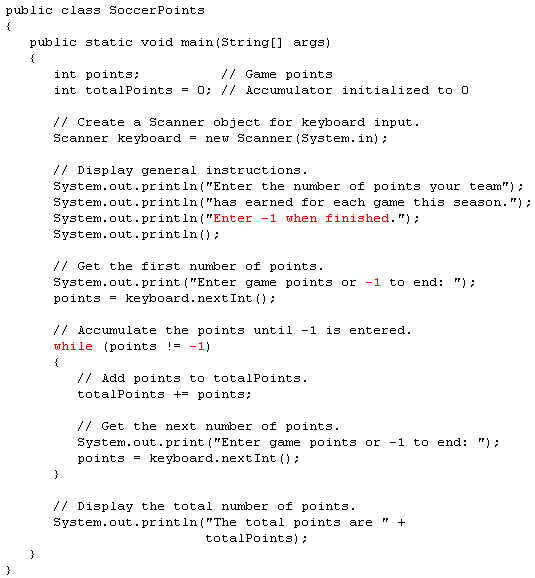 public class SoccerPoints
{
   public static void main(String[] args)
   {
      int points;          // Game points
      int totalPoints = 0; // Accumulator initialized to 0

      // Create a Scanner object for keyboard input.
      Scanner keyboard = new Scanner(System.in);

      // Display general instructions.
      System.out.println("Enter the number of points your team");
      System.out.println("has earned for each game this season.");
      System.out.println("Enter -1 when finished.");
      System.out.println();

      // Get the first number of points.
      System.out.print("Enter game points or -1 to end: ");
      points = keyboard.nextInt();

      // Accumulate the points until -1 is entered.
      while (points != -1)
      {
         // Add points to totalPoints.
         totalPoints += points;

         // Get the next number of points.
         System.out.print("Enter game points or -1 to end: ");
         points = keyboard.nextInt();
      }

      // Display the total number of points.
      System.out.println("The total points are " +
                         totalPoints);
   }
}